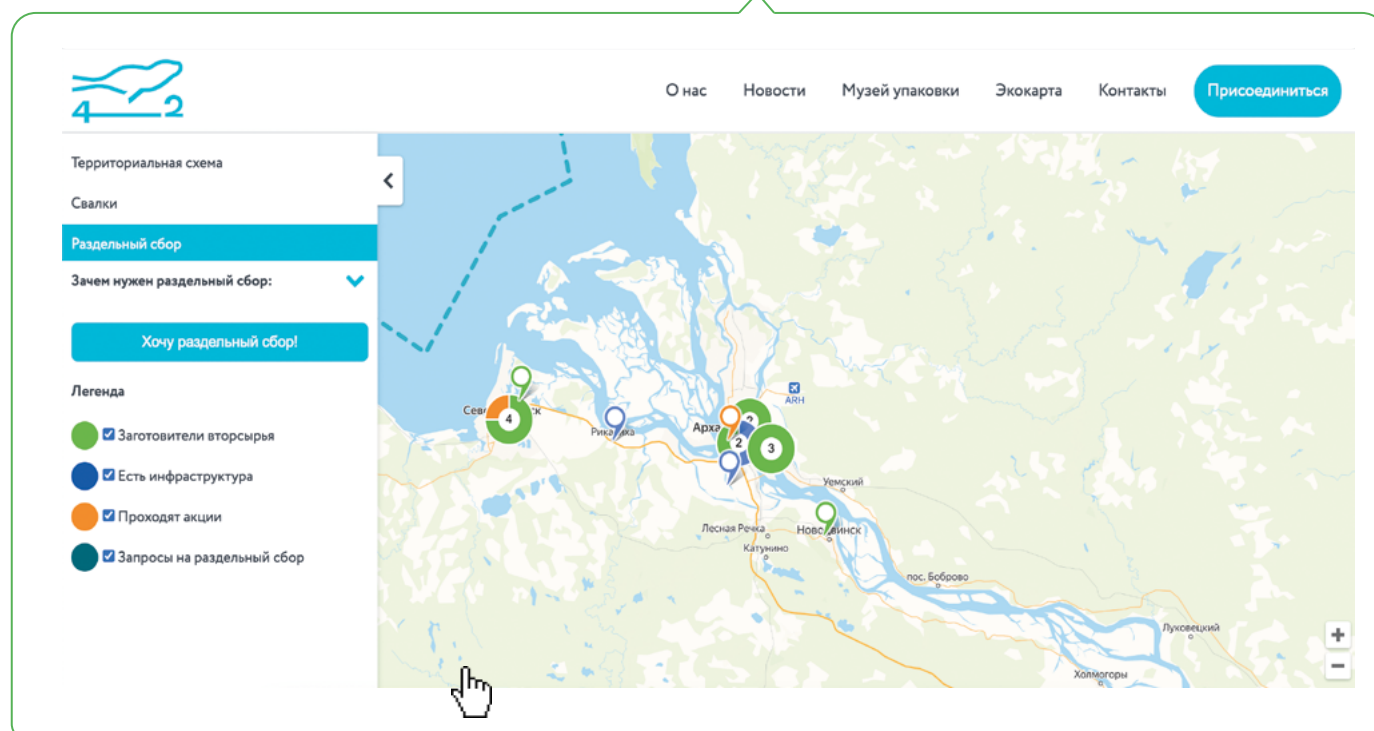 4 2
О нас
Новости
Музей упаковки
Экокарта
Контакты
Присоединиться
Территориальная схема
Свалки
Раздельный сбор
Зачем нужен раздельный сбор:
Хочу раздельный сбор!
Легенда
Заготовители вторсырья
Есть инфраструктура
Проходят акции
Запросы на раздельный сбор
ARH
4
2
3
Уемский
Лесная Речка
Катунино
пос. Боброво
Луковецкий
Холмогоры
+
−